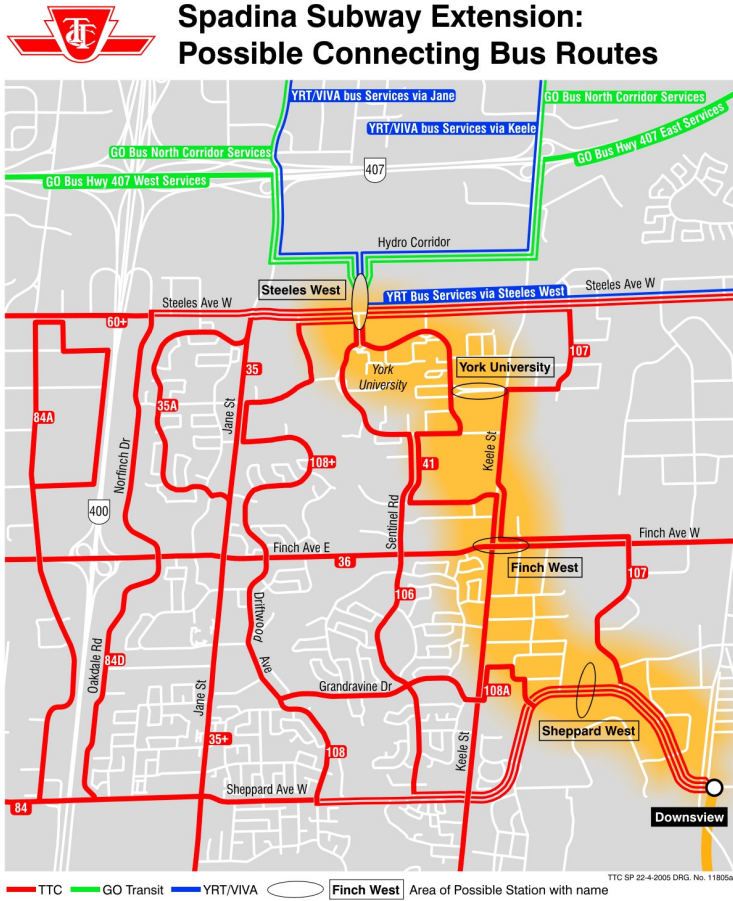 TTC
Spadina Subway Extension:
Possible Connecting Bus Routes
YRT/VIVA bus Services via Jane
GO Bus North Corridor Services
YRT/VIVA bus Services via Keele
GO Bus Hwy 407 East Services
GO Bus North Corridor Services
407
GO Bus Hwy 407 West Services
Hydro Corridor
Steeles West
YRT Bus Services via Steeles West
Steeles Ave W
Steeles Ave W
60+
107
York
University
York University
35
35A
84A
Jane St
Norfinch Dr
108+
41
Keele St
400
Sentinel Rd
Finch Ave W
Finch Ave E
36
Finch West
107
106
Driftwood
Ave
Oakdale Rd
84D
Jane St
Grandravine Dr
108A
35+
108
Keele St
Sheppard West
Sheppard Ave W
84
Downsview
TTC SP 22-4-2005 DRG. No. 11805a
TTC
GO Transit
YRT/VIVA
Finch West
Area of Possible Station with name